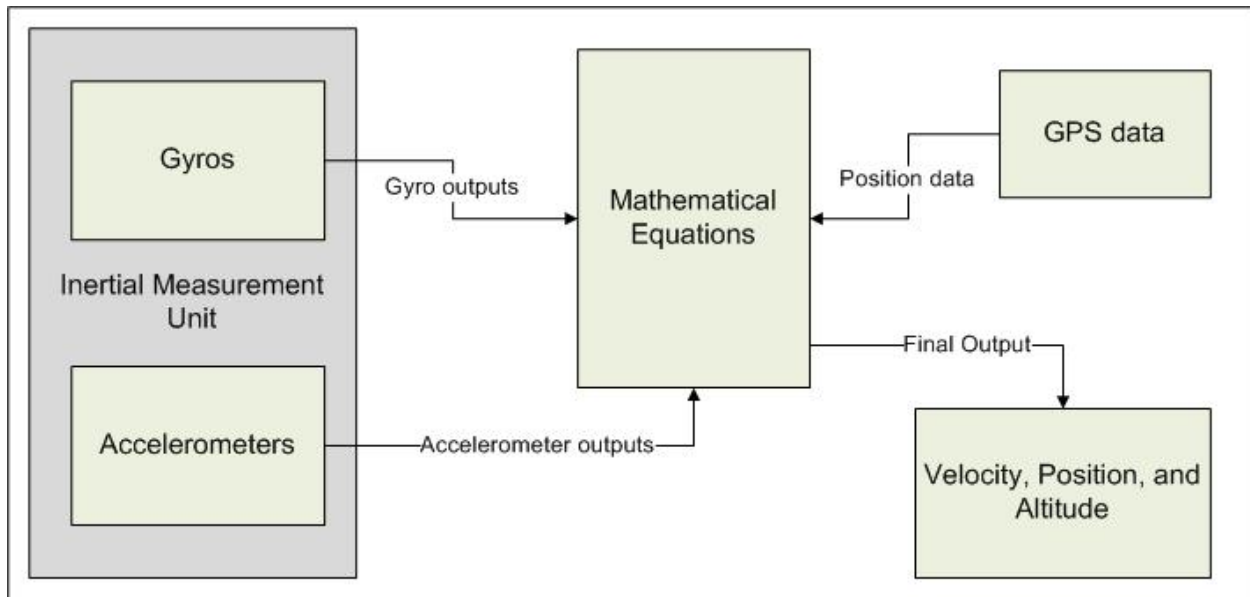 Gyros
Gyro outputs
Inertial Measurement
Unit
Accelerometers
Accelerometer outputs
Mathematical
Equations
GPS data
Position data
Final Output
Velocity, Position, and
Altitude